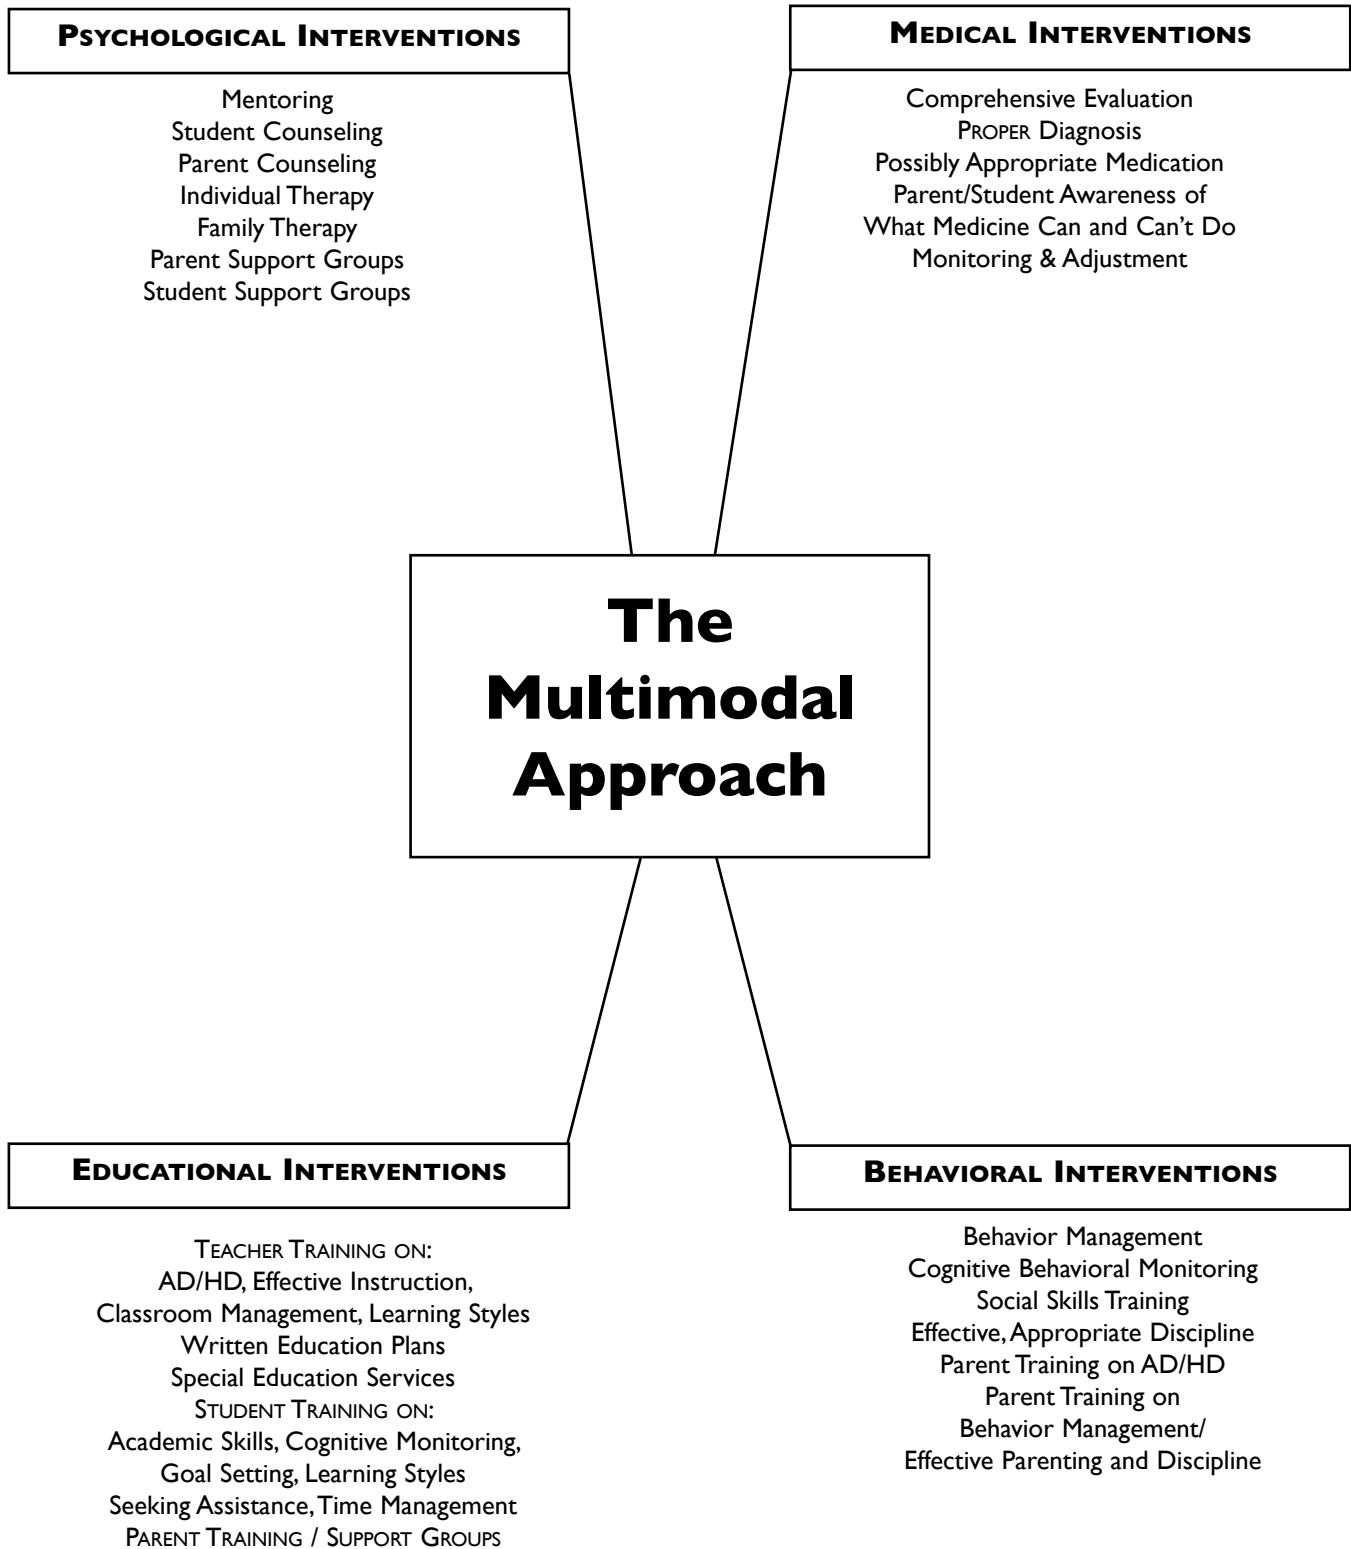 PSYCHOLOGICAL INTERVENTIONS
Mentoring
Student Counseling
Parent Counseling
Individual Therapy
Family Therapy
Parent Support Groups
Student Support Groups
MEDICAL INTERVENTIONS
Comprehensive Evaluation
PROPER Diagnosis
Possibly Appropriate Medication
Parent/Student Awareness of
What Medicine Can and Can’t Do
Monitoring & Adjustment
The
Multimodal
Approach
EDUCATIONAL INTERVENTIONS
TEACHER TRAINING ON:
AD/HD, Effective Instruction,
Classroom Management, Learning Styles
Written Education Plans
Special Education Services
STUDENT TRAINING ON:
Academic Skills, Cognitive Monitoring,
Goal Setting, Learning Styles
Seeking Assistance, Time Management
PARENT TRAINING / SUPPORT GROUPS
BEHAVIORAL INTERVENTIONS
Behavior Management
Cognitive Behavioral Monitoring
Social Skills Training
Effective, Appropriate Discipline
Parent Training on AD/HD
Parent Training on
Behavior Management/
Effective Parenting and Discipline